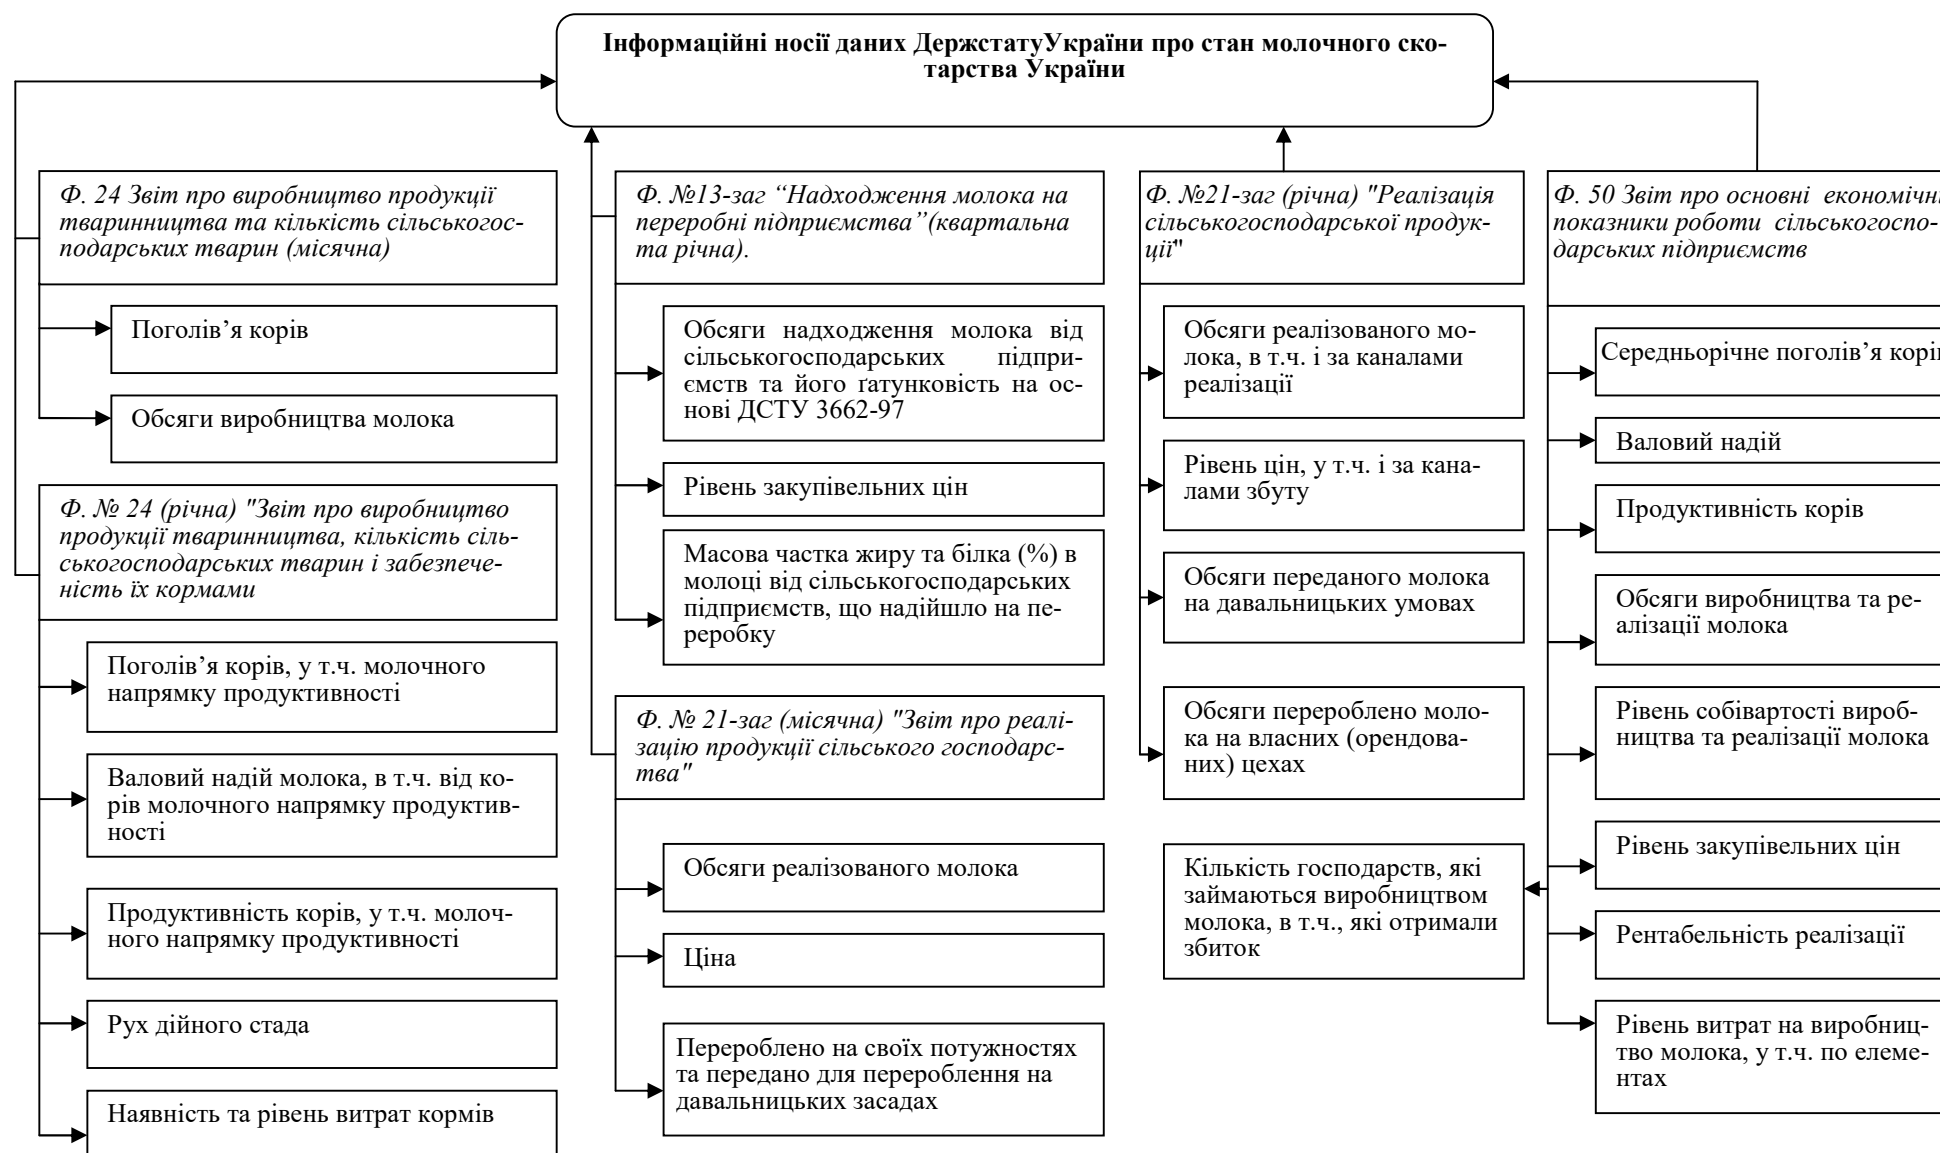 Інформаційні носії даних ДержстатуУкраїни про стан молочного ско-
тарства України
Ф. 24 Звіт про виробництво продукції
тваринництва та кількість сільськогос-
подарських тварин (місячна)
Поголів’я корів
Обсяги виробництва молока
Ф. № 24 (річна) "Звіт про виробництво
продукції тваринництва, кількість сіль-
ськогосподарських тварин і забезпече-
ність їх кормами
Поголів’я корів, у т.ч. молочного
напрямку продуктивності
Валовий надій молока, в т.ч. від ко-
рів молочного напрямку продуктив-
ності
Продуктивність корів, у т.ч. молоч-
ного напрямку продуктивності
Рух дійного стада
Наявність та рівень витрат кормів
Ф. №13-заг “Надходження молока на
переробні підприємства”(квартальна
та річна).
Обсяги надходження молока від
сільськогосподарських підпри-
ємств та його ґатунковість на ос-
нові ДСТУ 3662-97
Рівень закупівельних цін
Масова частка жиру та білка (%) в
молоці від сільськогосподарських
підприємств, що надійшло на пе-
реробку
Ф. № 21-заг (місячна) "Звіт про реалі-
зацію продукції сільського господарс-
тва"
Обсяги реалізованого молока
Ціна
Перероблено на своїх потужностях
та передано для перероблення на
давальницьких засадах
Ф. №21-заг (річна) "Реалізація
сільськогосподарської продук-
ції"
Обсяги реалізованого мо-
лока, в т.ч. і за каналами
реалізації
Рівень цін, у т.ч. і за кана-
лами збуту
Обсяги переданого молока
на давальницьких умовах
Обсяги перероблено моло-
ка на власних (орендова-
них) цехах
Кількість господарств, які
займаються виробництвом
молока, в т.ч., які отримали
збиток
Ф. 50 Звіт про основні економічні
показники роботи сільськогоспо-
дарських підприємств
Середньорічне поголів’я корів
Валовий надій
Продуктивність корів
Обсяги виробництва та ре-
алізації молока
Рівень собівартості вироб-
ництва та реалізації молока
Рівень закупівельних цін
Рентабельність реалізації
Рівень витрат на виробниц-
тво молока, у т.ч. по елеме-
нтах